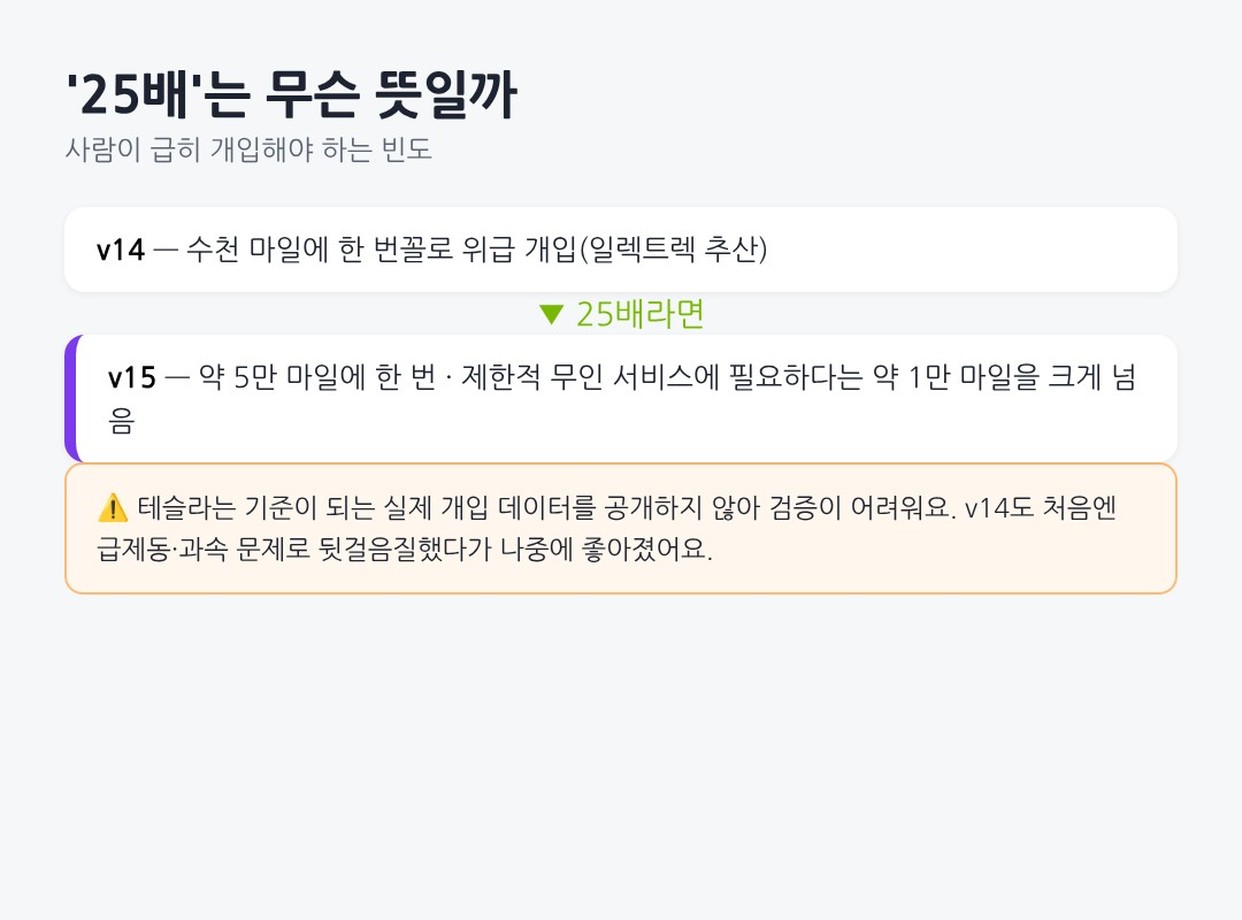 '25배'는 무슨 뜻일까
사람이 급히 개입해야 하는 빈도
v14 — 수천 마일에 한 번꼴로 위급 개입(일렉트렉 추산)
▼ 25배라면
v15 — 약 5만 마일에 한 번 · 제한적 무인 서비스에 필요하다는 약 1만 마일을 크게 넘
음
⚠️ 테슬라는 기준이 되는 실제 개입 데이터를 공개하지 않아 검증이 어려워요. v14도 처음엔
급제동·과속 문제로 뒷걸음질했다가 나중에 좋아졌어요.